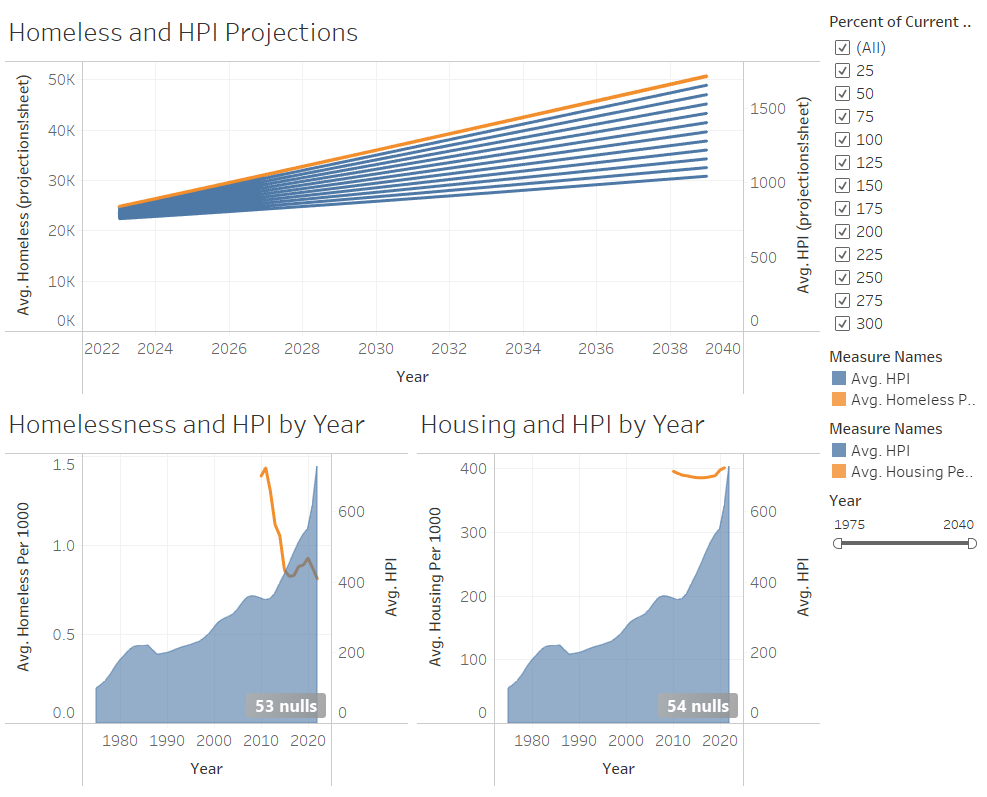 Homeless and HPI Projections
Avg. Homeless (projections!sheet)
50K
40K
30K
20K
10K
0K
1500
1000
500
0
Avg. HPI (projections!sheet)
2022 2024 2026 2028 2030 2032 2034 2036 2038 2040
Year
Homelessness and HPI by Year
Avg. Homeless Per 1000
1.5
1.0
0.5
0.0
600
400
200
0
Avg. HPI
53 nulls
1980 1990 2000 2010 2020
Year
Housing and HPI by Year
Avg. Housing Per 1000
400
300
200
100
0
600
400
200
0
Avg. HPI
54 nulls
1980 1990 2000 2010 2020
Year
Percent of Current ..
(All)
25
50
75
100
125
150
175
200
225
250
275
300
Measure Names
Avg. HPI
Avg. Homeless P..
Measure Names
Avg. HPI
Avg. Housing Pe..
Year
1975 2040